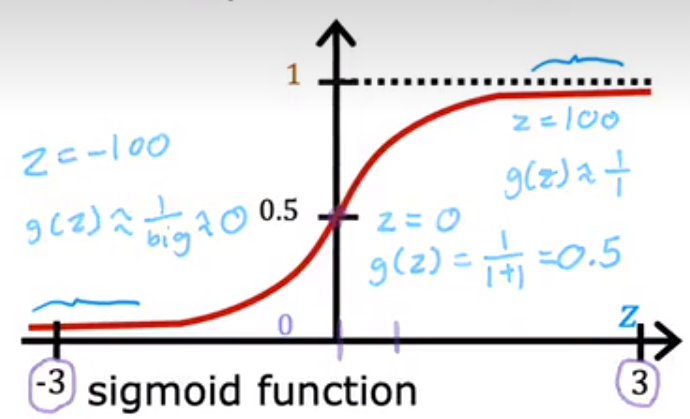 1
z = 100
z = -100
g(z) ≈ 1/1
g(z) ≈ 1/big ≈ 0
0.5
z = 0
g(z) = 1/1+1 = 0.5
0
z
-3
sigmoid function
3